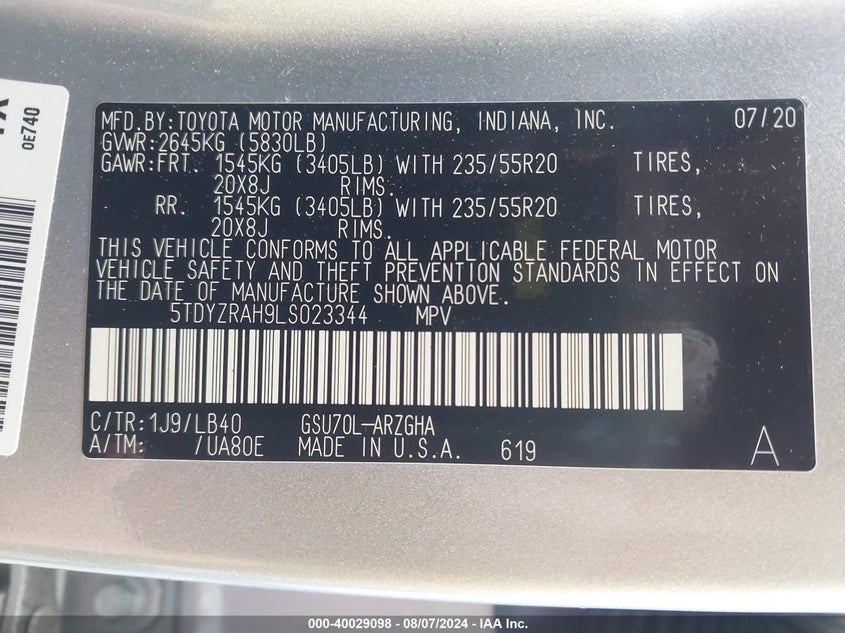 MFD.BY:TOYOTA MOTOR MANUFACTURING, INDIANA, INC. 07/20
GVWR:2645KG (5830LB)
GAWR:FRT. 1545KG (3405LB) WITH 235/55R20 TIRES,
20X8J RIMS.
RR. 1545KG (3405LB) WITH 235/55R20 TIRES,
20X8J RIMS.
THIS VEHICLE CONFORMS TO ALL APPLICABLE FEDERAL MOTOR
VEHICLE SAFETY AND THEFT PREVENTION STANDARDS IN EFFECT ON
THE DATE OF MANUFACTURE SHOWN ABOVE.
5TDYZRAH9LS023344 MPV
C/TR:1J9/LB40 GSU70L-ARZGHA
A/TM: /UA80E MADE IN U.S.A. 619 A
0E740
000-40029098 - 08/07/2024 - IAA Inc.